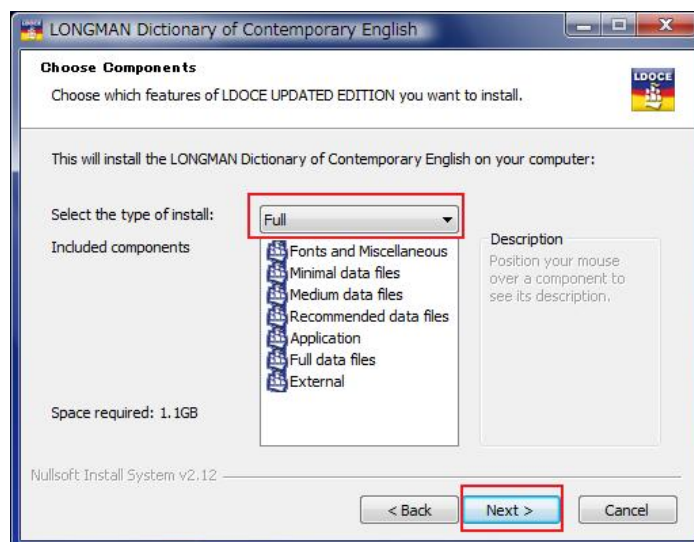 LONGMAN Dictionary of Contemporary English
Choose Components
Choose which features of LDOCE UPDATED EDITION you want to install.
LDOCE
This will install the LONGMAN Dictionary of Contemporary English on your computer:
Select the type of install:
Full
Included components
Fonts and Miscellaneous
Minimal data files
Medium data files
Recommended data files
Application
Full data files
External
Description
Position your mouse
over a component to
see its description.
Space required: 1.1GB
Nullsoft Install System v2.12
< Back
Next >
Cancel